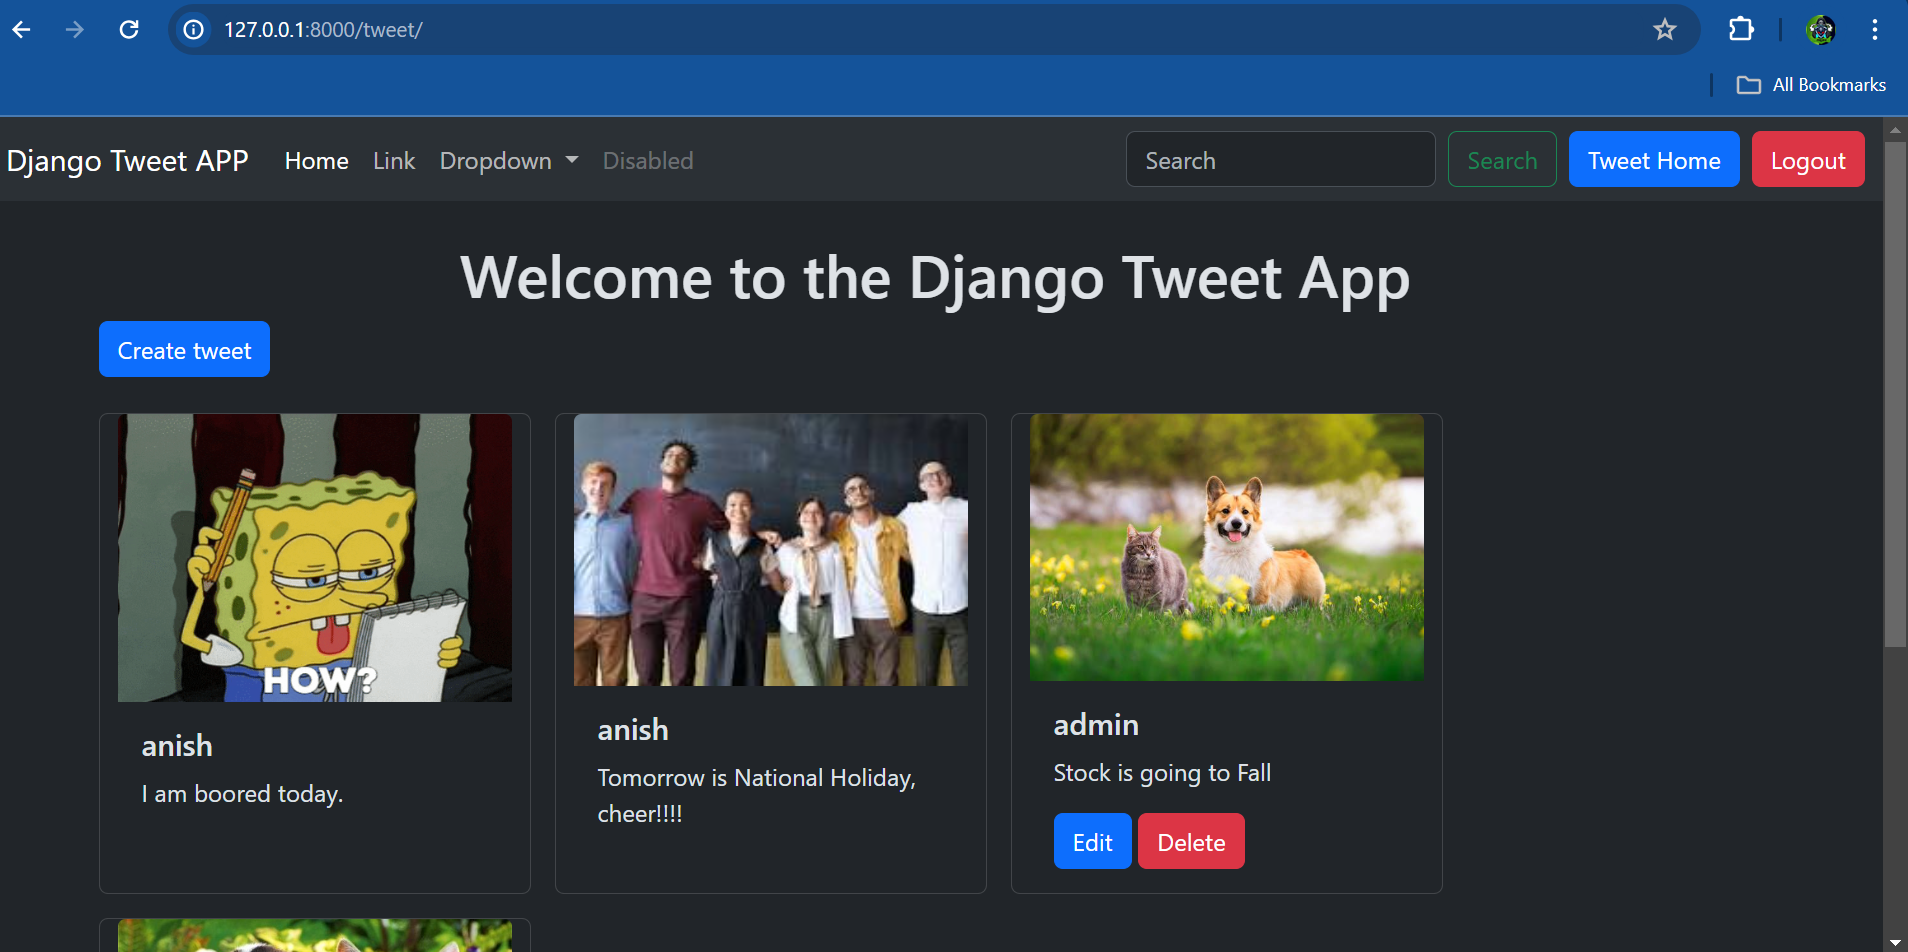 127.0.0.1:8000/tweet/
All Bookmarks
Django Tweet APP Home Link Dropdown Disabled Search Search Tweet Home Logout
Welcome to the Django Tweet App
Create tweet
HOW?
anish
I am boored today.
anish
Tomorrow is National Holiday,
cheer!!!!
admin
Stock is going to Fall
Edit Delete